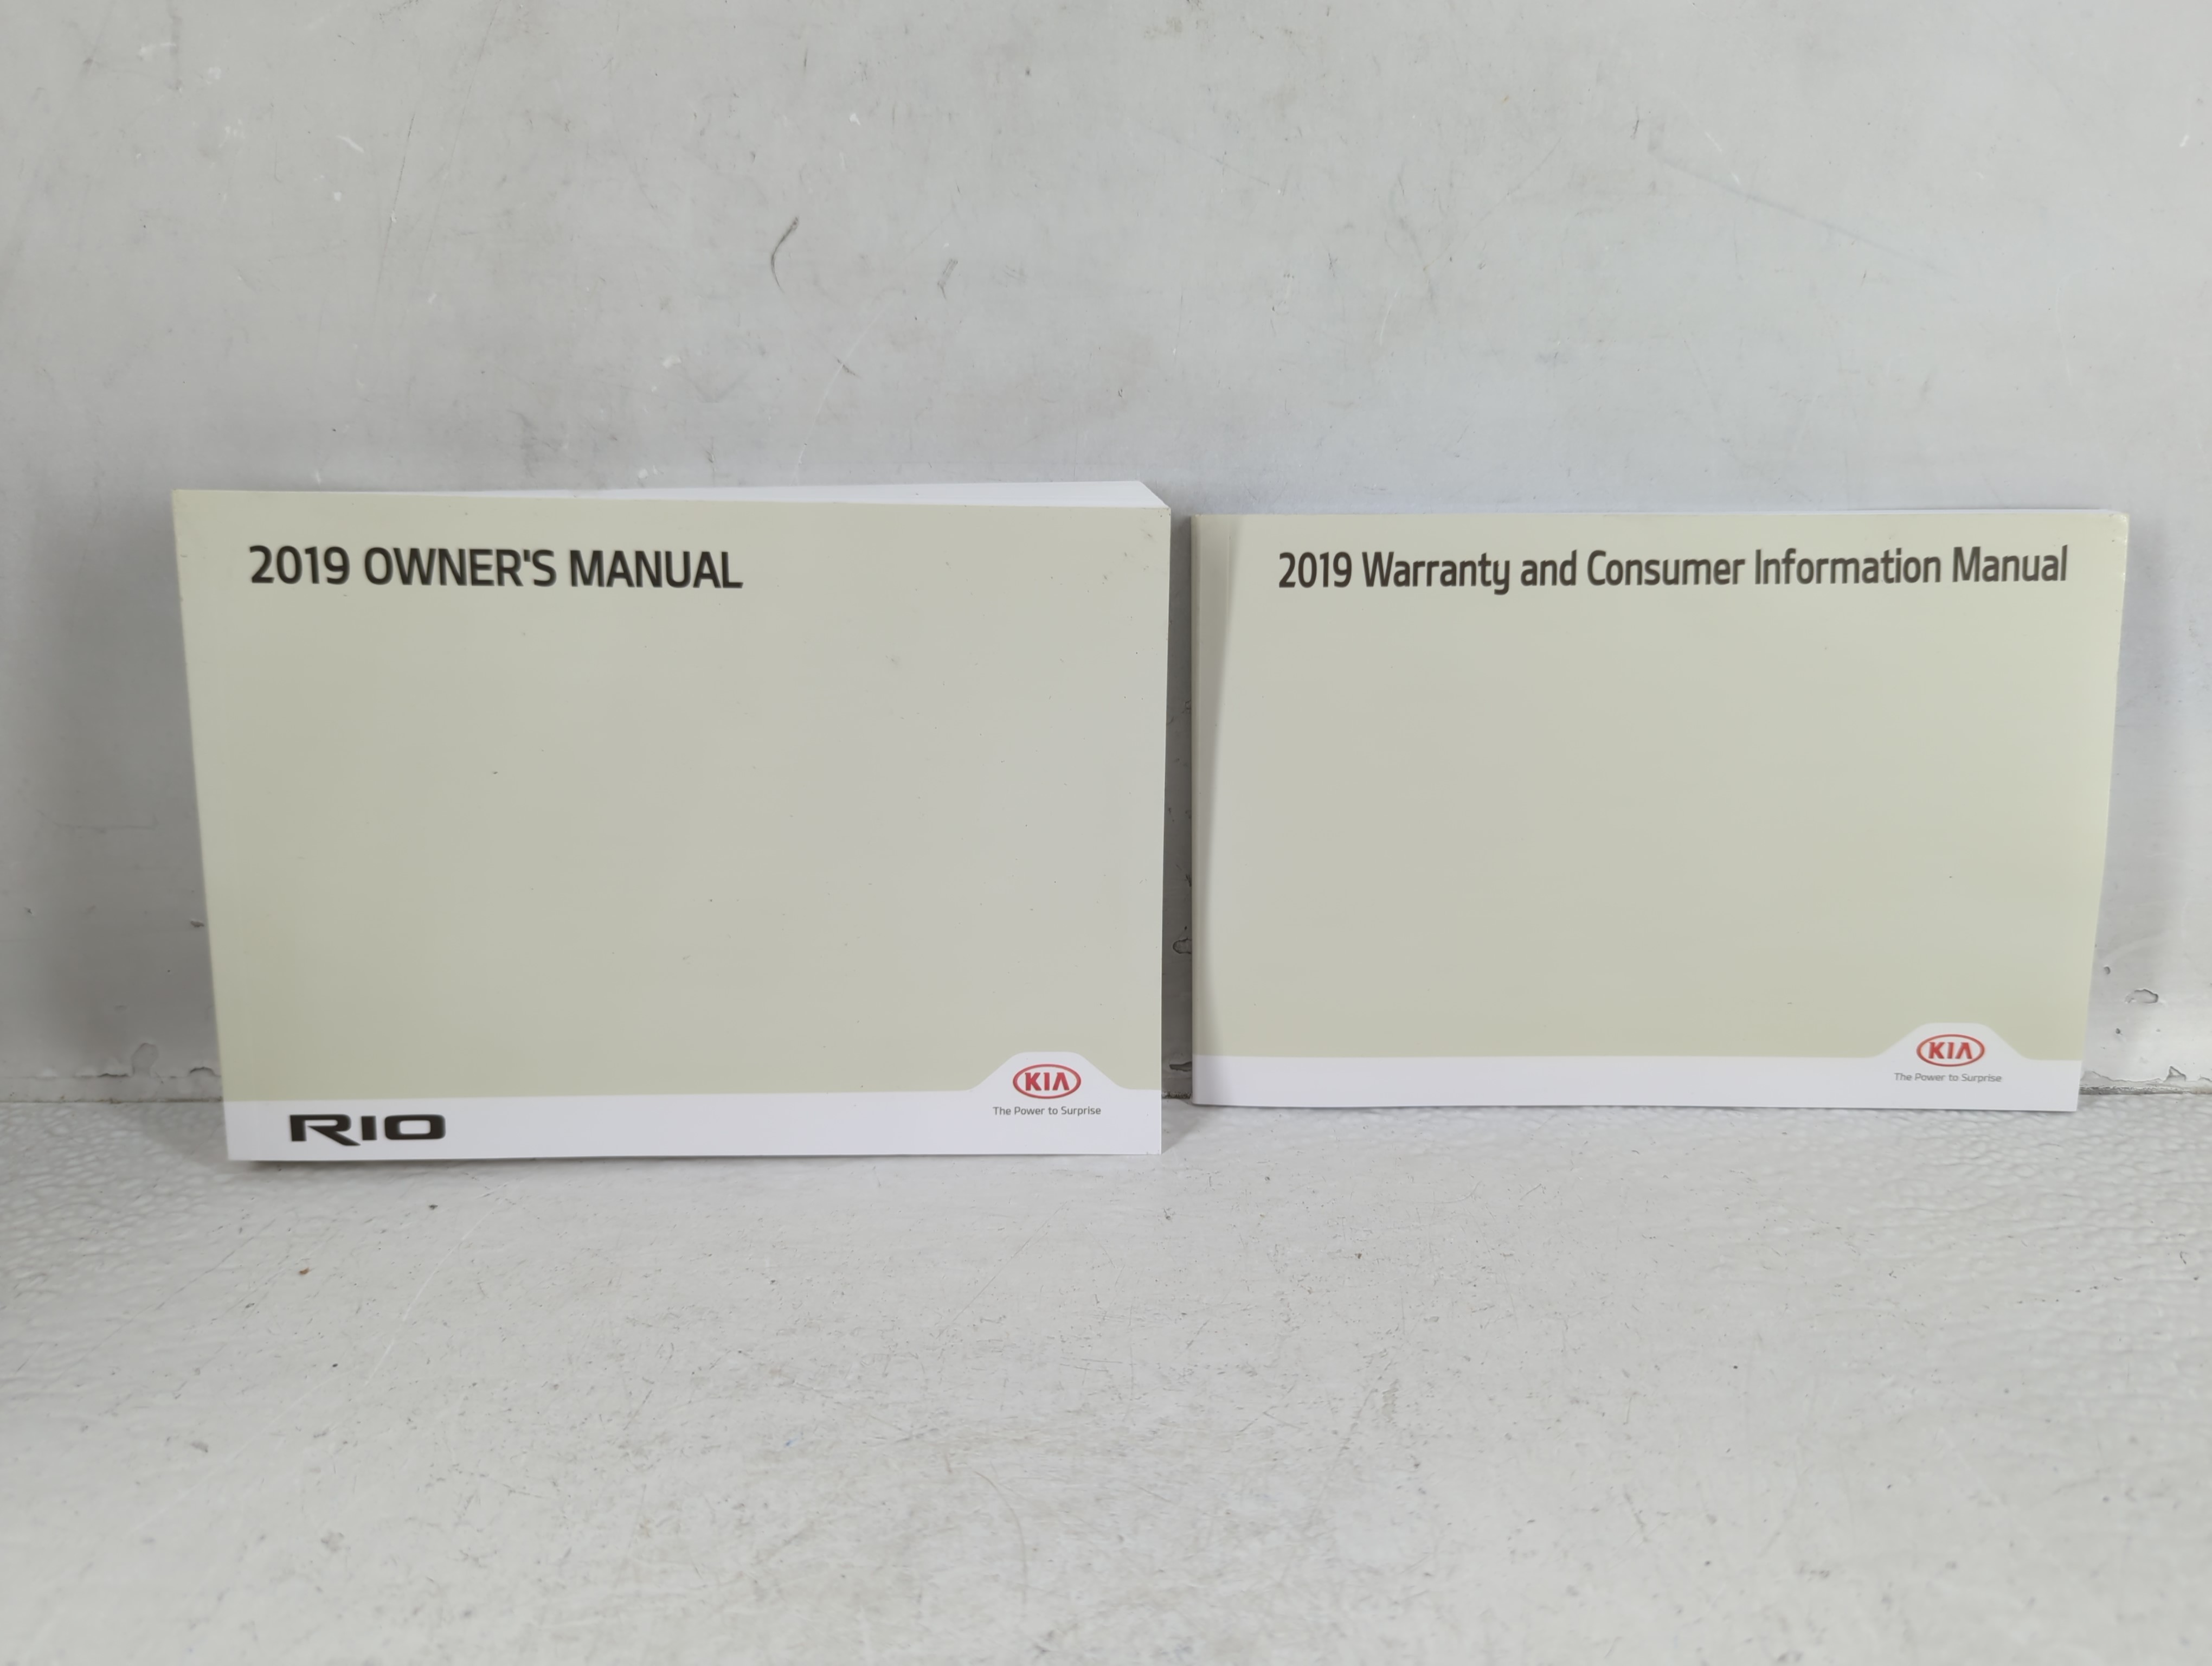 2019 OWNER'S MANUAL
RIO
KIA
The Power to Surprise
2019 Warranty and Consumer Information Manual
KIA
The Power to Surprise